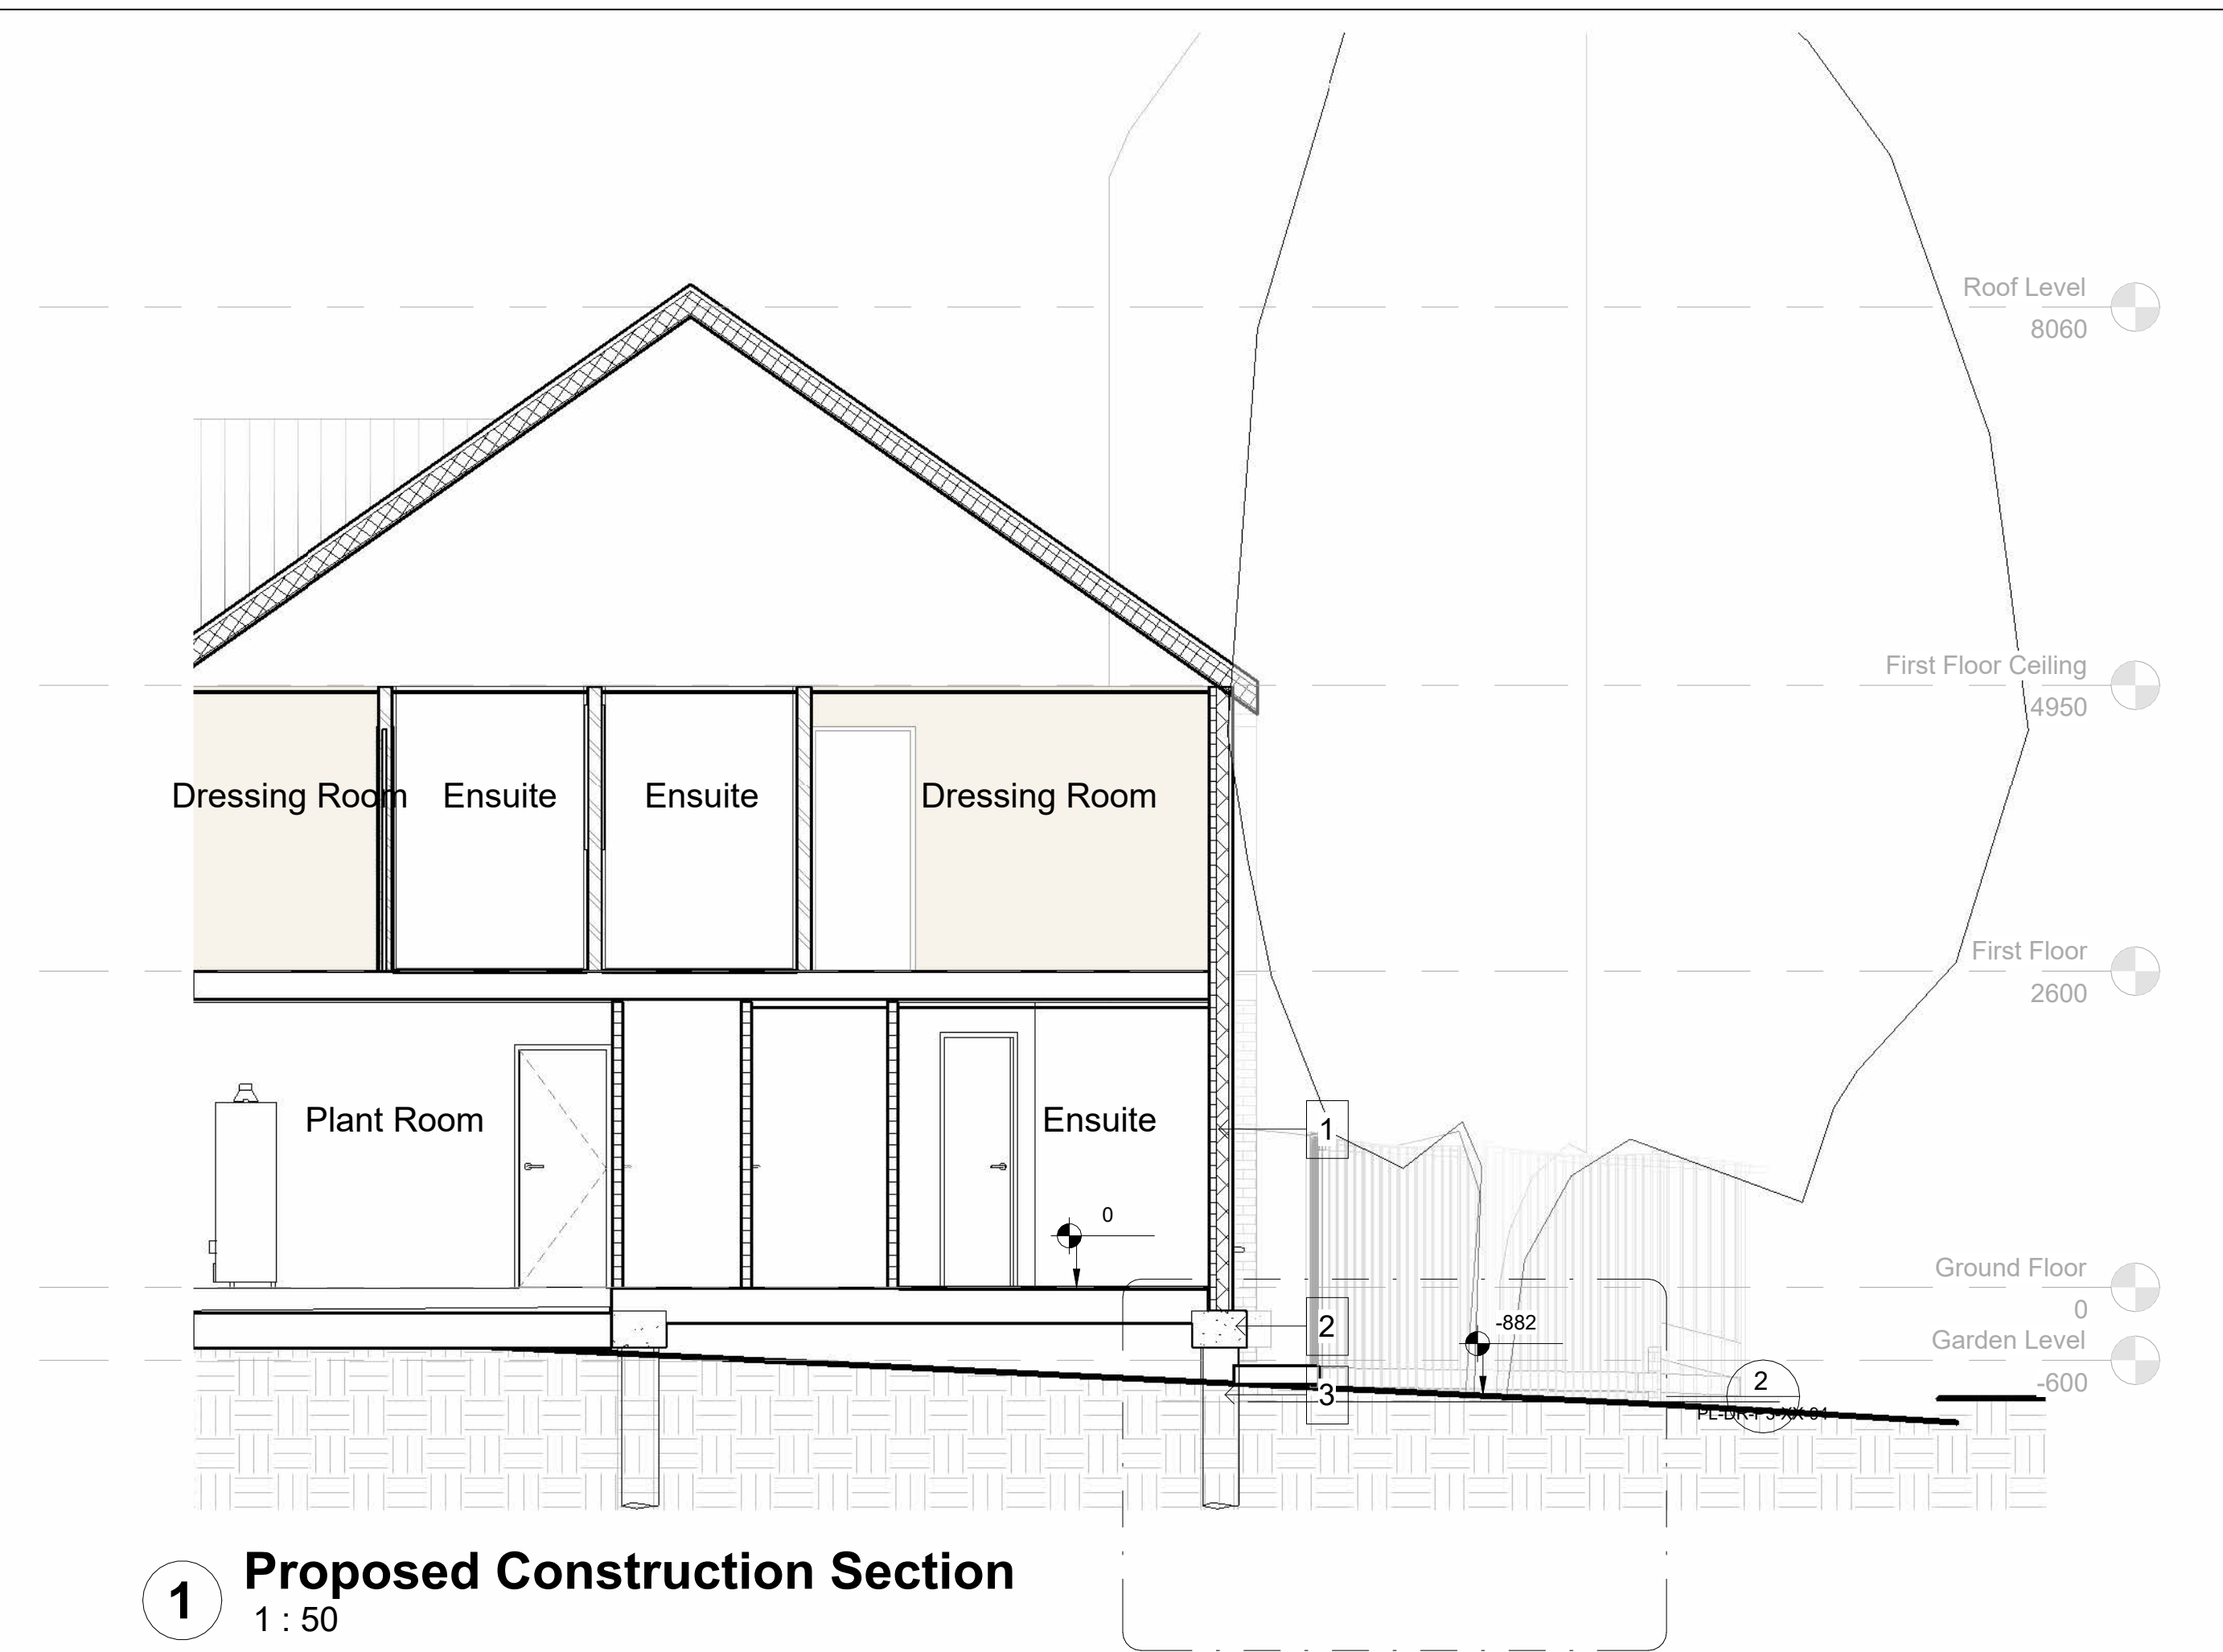 Roof Level
8060
First Floor Ceiling
4950
Dressing Room
Ensuite
Ensuite
Dressing Room
First Floor
2600
Plant Room
Ensuite
1
0
Ground Floor
0
2
-882
Garden Level
-600
3
2
1
Proposed Construction Section
1 : 50